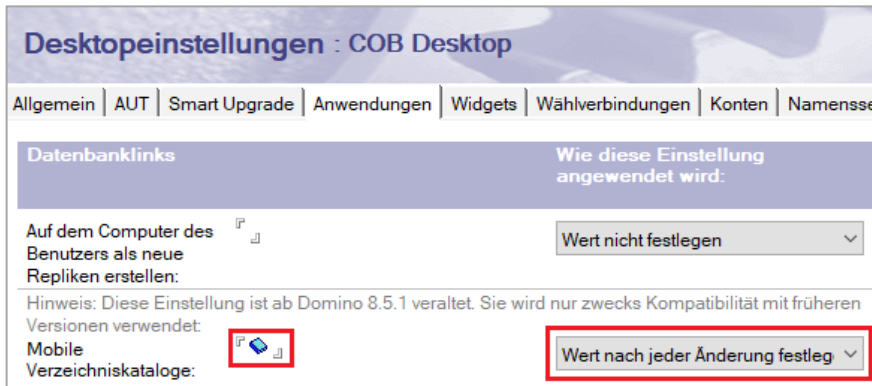 Desktopeinstellungen : COB Desktop
Allgemein | AUT | Smart Upgrade | Anwendungen | Widgets | Wählverbindungen | Konten | Namensse
Datenbanklinks
Wie diese Einstellung
angewendet wird:
Auf dem Computer des
Benutzers als neue
Repliken erstellen:
Wert nicht festlegen
Hinweis: Diese Einstellung ist ab Domino 8.5.1 veraltet. Sie wird nur zwecks Kompatibilität mit früheren
Versionen verwendet:
Mobile
Verzeichniskataloge:
Wert nach jeder Änderung festleg